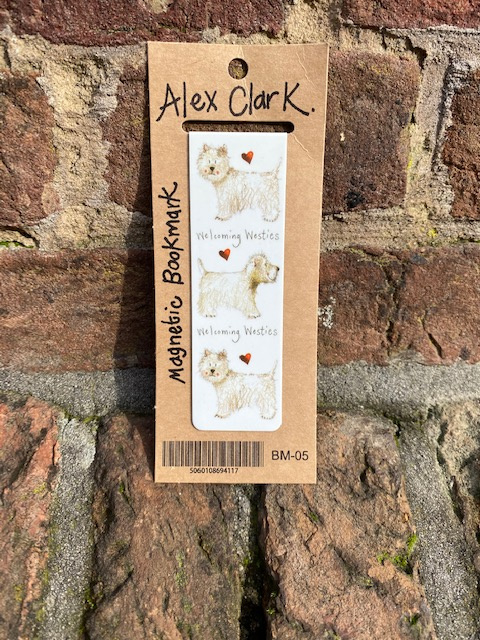 Alex Clark.
Magnetic Bookmark
Welcoming Westies
Welcoming Westies
5060108694117
BM-05